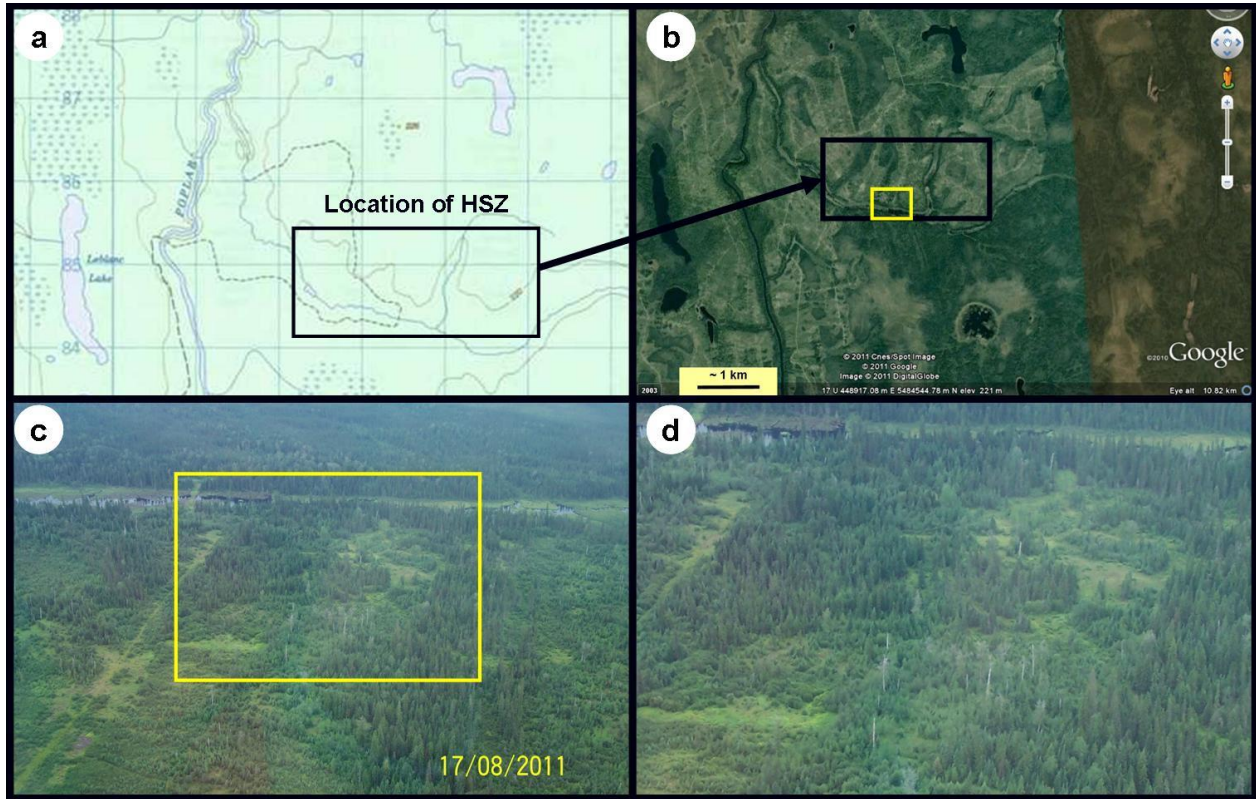 a
87
226
POPLAR
86
Location of HSZ
85
Leblanc
Lake
84
b
© 2011 Cnes/Spot Image
© 2011 Google
Image © 2011 DigitalGlobe
©2010 Google
~ 1 km
2003
17 U 448917.08 m E 5484544.78 m N elev 221 m
Eye alt 10.82 km
c
17/08/2011
d